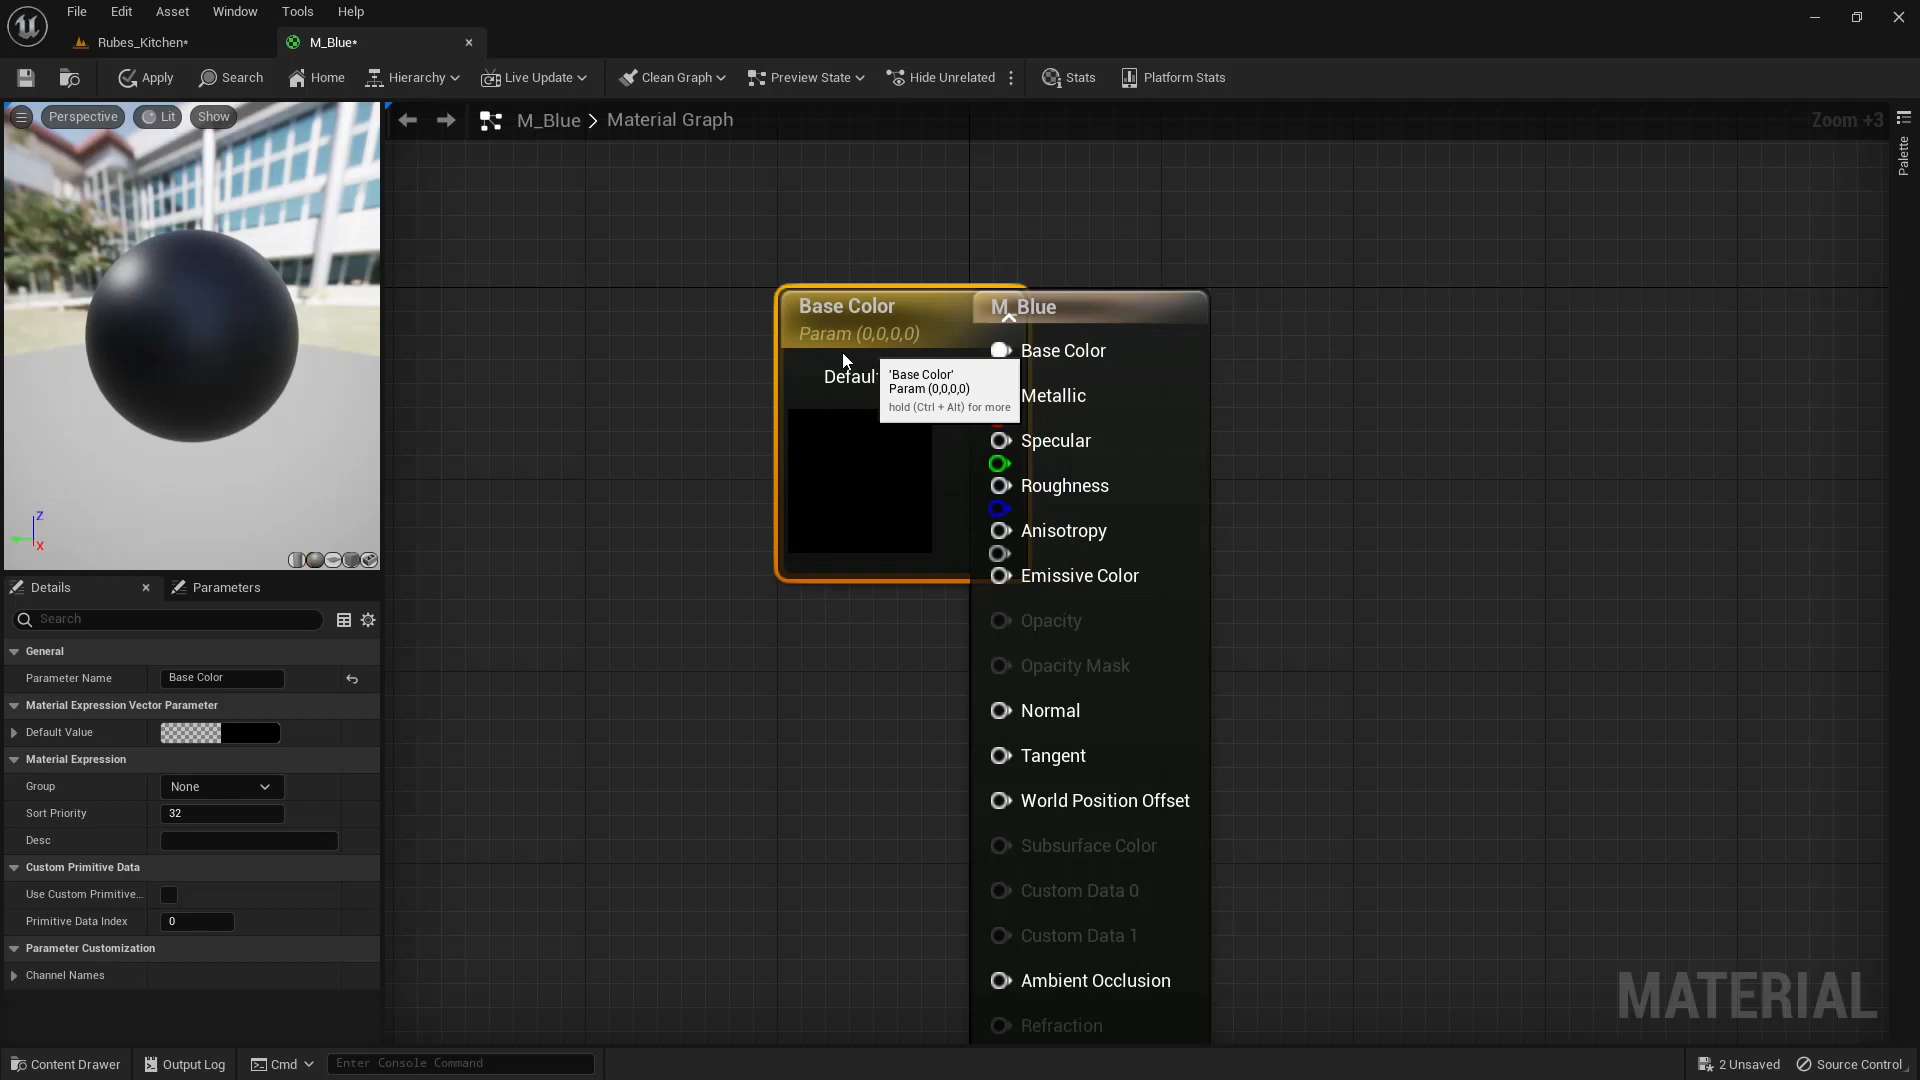 File Edit Asset Window Tools Help
Rubes_Kitchen* M_Blue*
Apply Search Home Hierarchy Live Update Clean Graph Preview State Hide Unrelated Stats Platform Stats
Perspective Lit Show
M_Blue > Material Graph Zoom +3
Palette
Base Color
Param (0,0,0,0)
Default
'Base Color'
Param (0,0,0,0)
hold (Ctrl + Alt) for more
M_Blue
Base Color
Metallic
Specular
Roughness
Anisotropy
Emissive Color
Opacity
Opacity Mask
Normal
Tangent
World Position Offset
Subsurface Color
Custom Data 0
Custom Data 1
Ambient Occlusion
Refraction
Z
X
Details Parameters
Search
General
Parameter Name Base Color
Material Expression Vector Parameter
Default Value
Material Expression
Group None
Sort Priority 32
Desc
Custom Primitive Data
Use Custom Primitive...
Primitive Data Index 0
Parameter Customization
Channel Names
MATERIAL
Content Drawer Output Log Cmd Enter Console Command 2 Unsaved Source Control